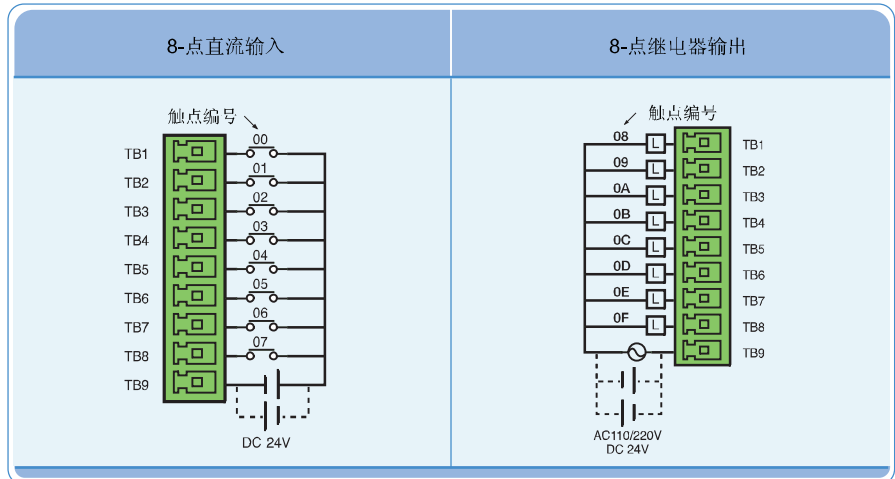 8-点直流输入
8-点继电器输出
触点编号
00
TB1
01
TB2
02
TB3
03
TB4
04
TB5
05
TB6
06
TB7
07
TB8
TB9
DC 24V
触点编号
08 L TB1
09 L TB2
0A L TB3
0B L TB4
0C L TB5
0D L TB6
0E L TB7
0F L TB8
TB9
AC110/220V
DC 24V